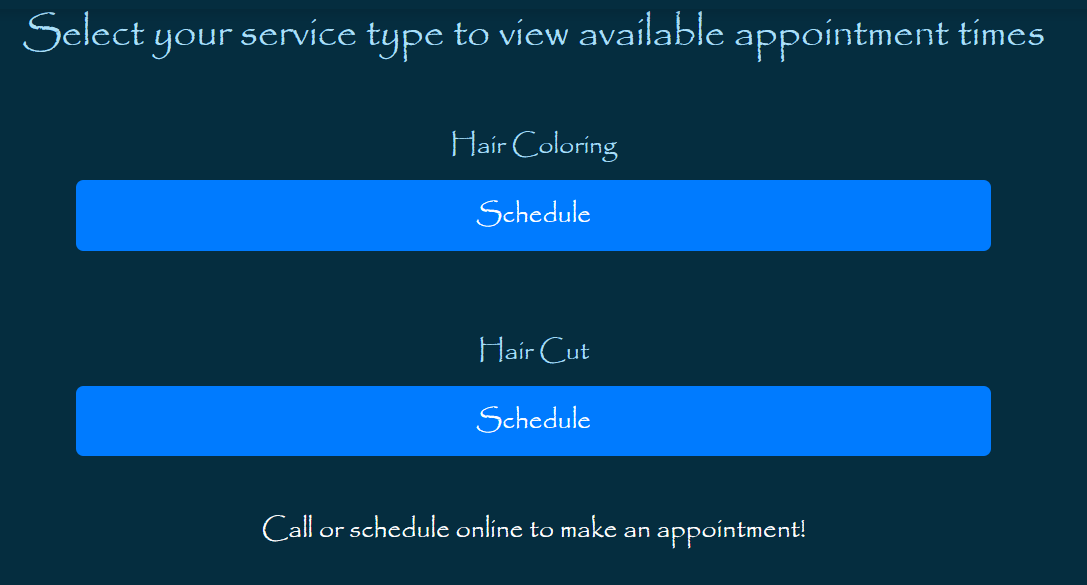 Select your service type to view available appointment times
Hair Coloring
Schedule
Hair Cut
Schedule
Call or schedule online to make an appointment!